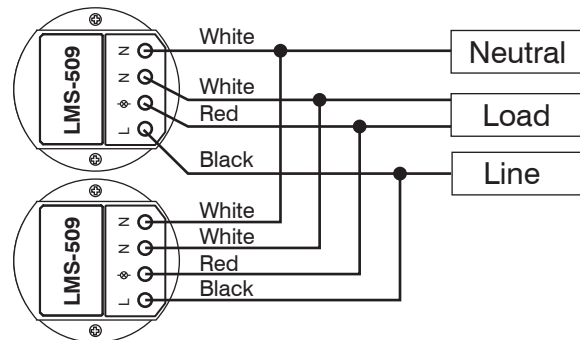 White
Neutral
White
Load
Red
Black
Line
LMS-509
N
N
L
White
White
Red
Black
LMS-509
N
N
L